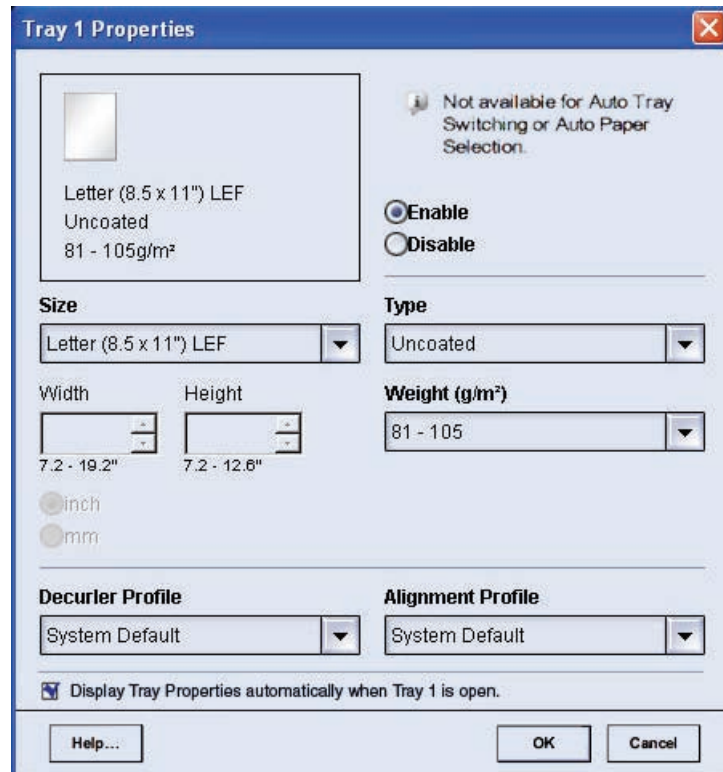 Tray 1 Properties
Letter (8.5 x 11") LEF
Uncoated
81 - 105g/m²
Not available for Auto Tray
Switching or Auto Paper
Selection.
Enable
Disable
Size
Letter (8.5 x 11") LEF
Type
Uncoated
Width
Height
7.2 - 19.2"
7.2 - 12.6"
Weight (g/m²)
81 - 105
inch
mm
Decurler Profile
System Default
Alignment Profile
System Default
Display Tray Properties automatically when Tray 1 is open.
Help...
OK
Cancel